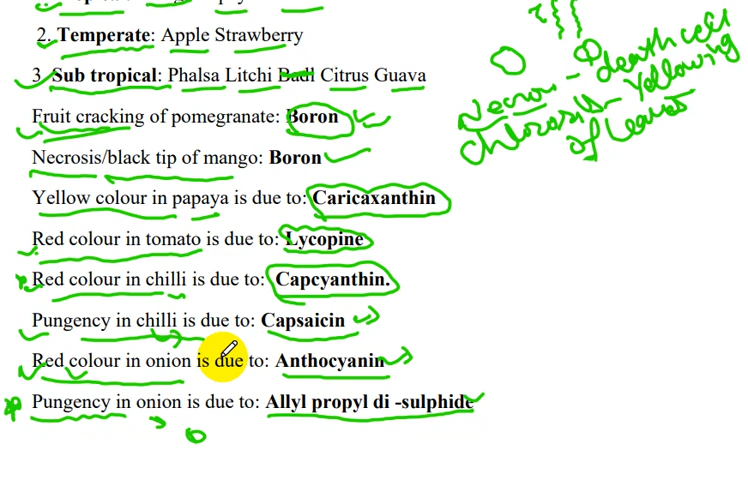 2. Temperate: Apple Strawberry
3 Sub tropical: Phalsa Litchi Badl Citrus Guava
Fruit cracking of pomegranate: Boron
Necrosis/black tip of mango: Boron
Yellow colour in papaya is due to: Caricaxanthin
Red colour in tomato is due to: Lycopine
Red colour in chilli is due to: Capcyanthin.
Pungency in chilli is due to: Capsaicin
Red colour in onion is due to: Anthocyanin
Pungency in onion is due to: Allyl propyl di -sulphide
death cell
Yollowing
of leaves